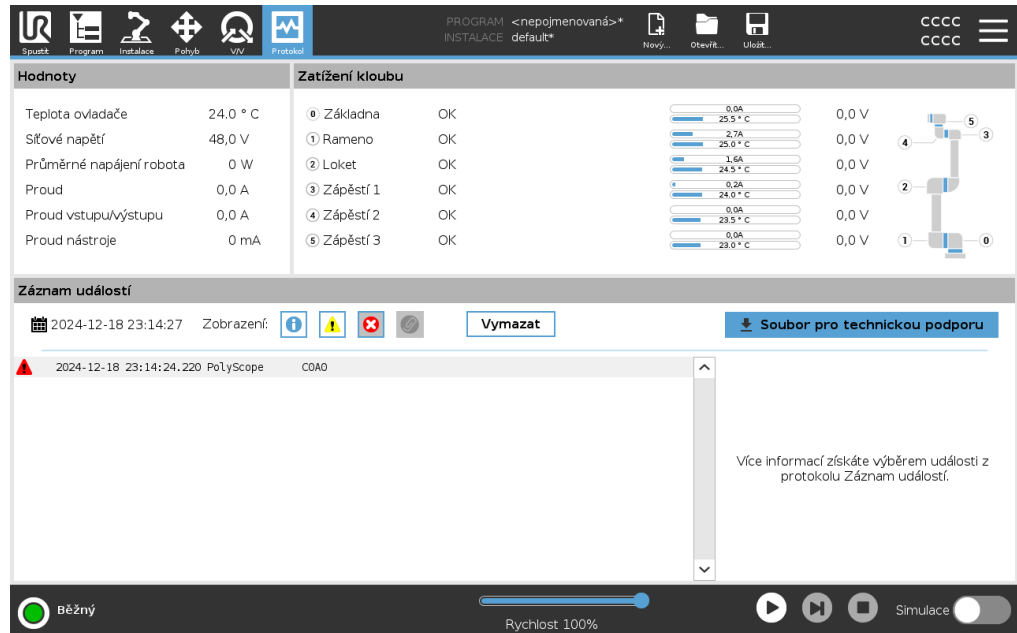 PROGRAM <nepojmenovaná>*
INSTALACE default*
Spustit Program Instalace Pohyb V/V Protokol Nový... Otevřít... Uložit...
CCCC
CCCC
Hodnoty
Teplota ovladače 24.0 ° C
Síťové napětí 48,0 V
Průměrné napájení robota 0 W
Proud 0,0 A
Proud vstupu/výstupu 0,0 A
Proud nástroje 0 mA
Zatížení kloubu
0 Základna OK 0,0A 25.5 ° C 0,0 V
1 Rameno OK 2,7A 25.0 ° C 0,0 V
2 Loket OK 1,6A 24.5 ° C 0,0 V
3 Zápěstí 1 OK 0,2A 24.0 ° C 0,0 V
4 Zápěstí 2 OK 0,0A 23.5 ° C 0,0 V
5 Zápěstí 3 OK 0,0A 23.0 ° C 0,0 V
5
4 3
2
1 0
Záznam událostí
2024-12-18 23:14:27 Zobrazení: Vymazat Soubor pro technickou podporu
2024-12-18 23:14:24.220 PolyScope C0A0
Více informací získáte výběrem události z
protokolu Záznam událostí.
Běžný
Rychlost 100%
Simulace